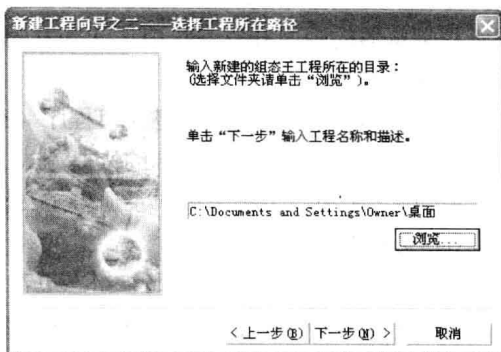 新建工程向导之二——选择工程所在路径
输入新建的组态王工程所在的目录：
(选择文件夹请单击“浏览”)。
单击“下一步”输入工程名称和描述。
C:\Documents and Settings\Owner\桌面
浏览...
< 上一步(B) 下一步(N) > 取消